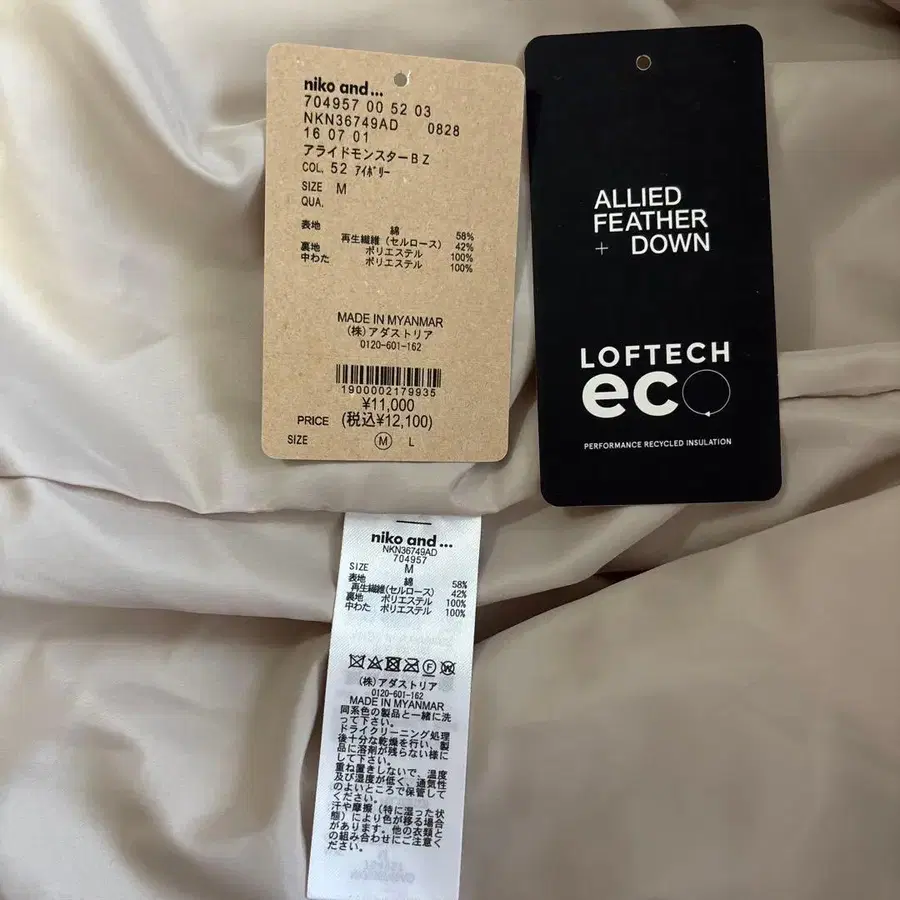 niko and ...
704957 00 52 03
NKN36749AD 0828
16 07 01
アライドモンスターBZ
COL. 52 アイボリー
SIZE M
QUA.
表地 綿 58%
再生繊維(セルロース) 42%
裏地 ポリエステル 100%
中わた ポリエステル 100%
MADE IN MYANMAR
(株)アダストリア
0120-601-162
1900002179935
¥11,000
PRICE (税込¥12,100)
SIZE M L
ALLIED
FEATHER
+ DOWN
LOFTECH
eco
PERFORMANCE RECYCLED INSULATION
niko and ...
NKN36749AD
704957
SIZE M
表地 綿 58%
再生繊維(セルロース) 42%
裏地 ポリエステル 100%
中わた ポリエステル 100%
F W
(株)アダストリア
0120-601-162
MADE IN MYANMAR
同系色の製品と一緒に洗
って下さい。
ドライクリーニング処理
後十分な乾燥を行い、製
品に溶剤が残らない様に
して下さい。
重ね置きしないで、温度
及び湿度が低く、通気性
のよいところで保管して
ください。
汗や摩擦(特に湿った状
態)により色が移る場合
があります。他の衣類と
の組み合わせにご注意く
ださい。